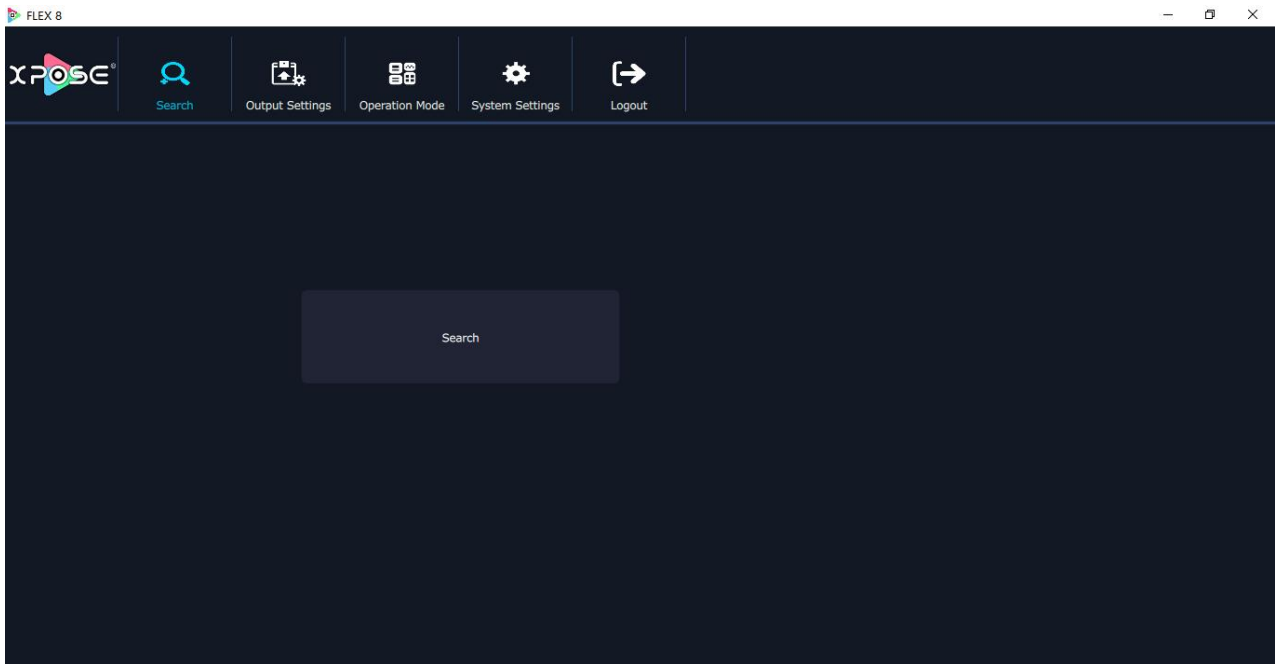 FLEX 8
XPOSE®
Search
Output Settings
Operation Mode
System Settings
Logout
Search